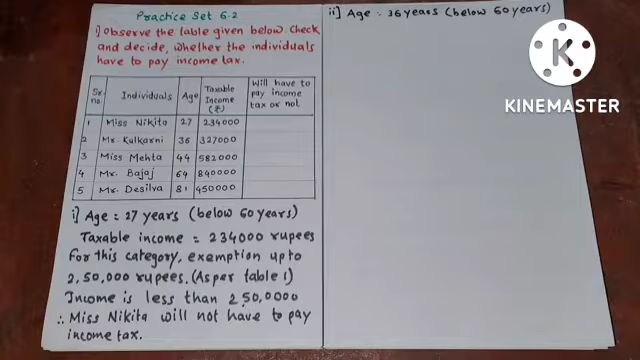 Practice Set 6.2
i] Observe the table given below. Check
and decide, whether the individuals
have to pay income tax.
Sr. no. Individuals Age Taxable Income (₹) Will have to pay income tax or not
1 Miss Nikita 27 234000
2 Mr. Kulkarni 36 327000
3 Miss Mehta 44 582000
4 Mr. Bajaj 64 840000
5 Mr. Desilva 81 450000
i] Age = 27 years (below 60 years)
Taxable income = 234000 rupees
For this category, exemption up to
2,50,000 rupees. (As per table 1)
Income is less than 2,50,0000
∴ Miss Nikita will not have to pay
income tax.
ii] Age = 36 years (below 60 years)
KINEMASTER